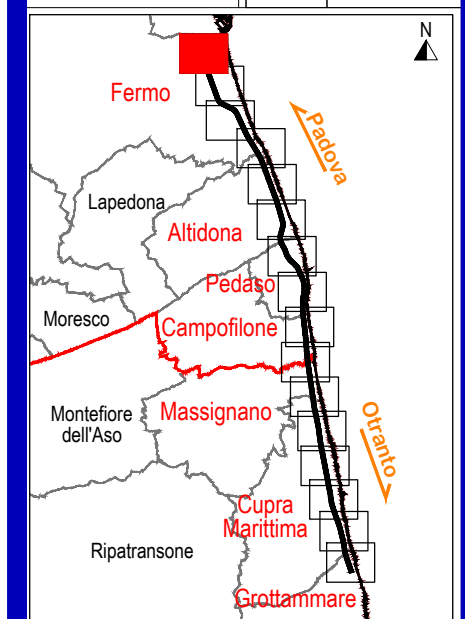 N
Fermo
Padova
Lapedona
Altidona
Pedaso
Moresco
Campofilone
Massignano
Montefiore
dell'Aso
Otranto
Cupra
Marittima
Ripatransone
Grottammare